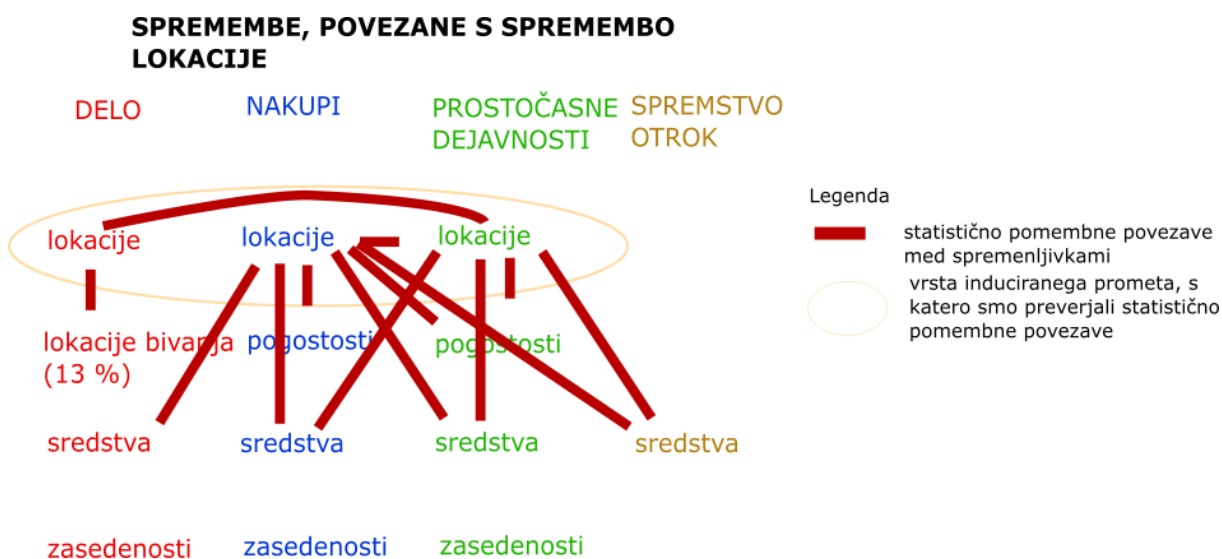 SPREMEMBE, POVEZANE S SPREMEMBO
LOKACIJE
DELO
NAKUPI
PROSTOČASNE
DEJAVNOSTI
SPREMSTVO
OTROK
lokacije
lokacije
lokacije
lokacije bivanja
(13 %)
pogostosti
pogostosti
sredstva
sredstva
sredstva
sredstva
zasedenosti
zasedenosti
zasedenosti
Legenda
statistično pomembne povezave
med spremenljivkami
vrsta induciranega prometa, s
katero smo preverjali statistično
pomembne povezave